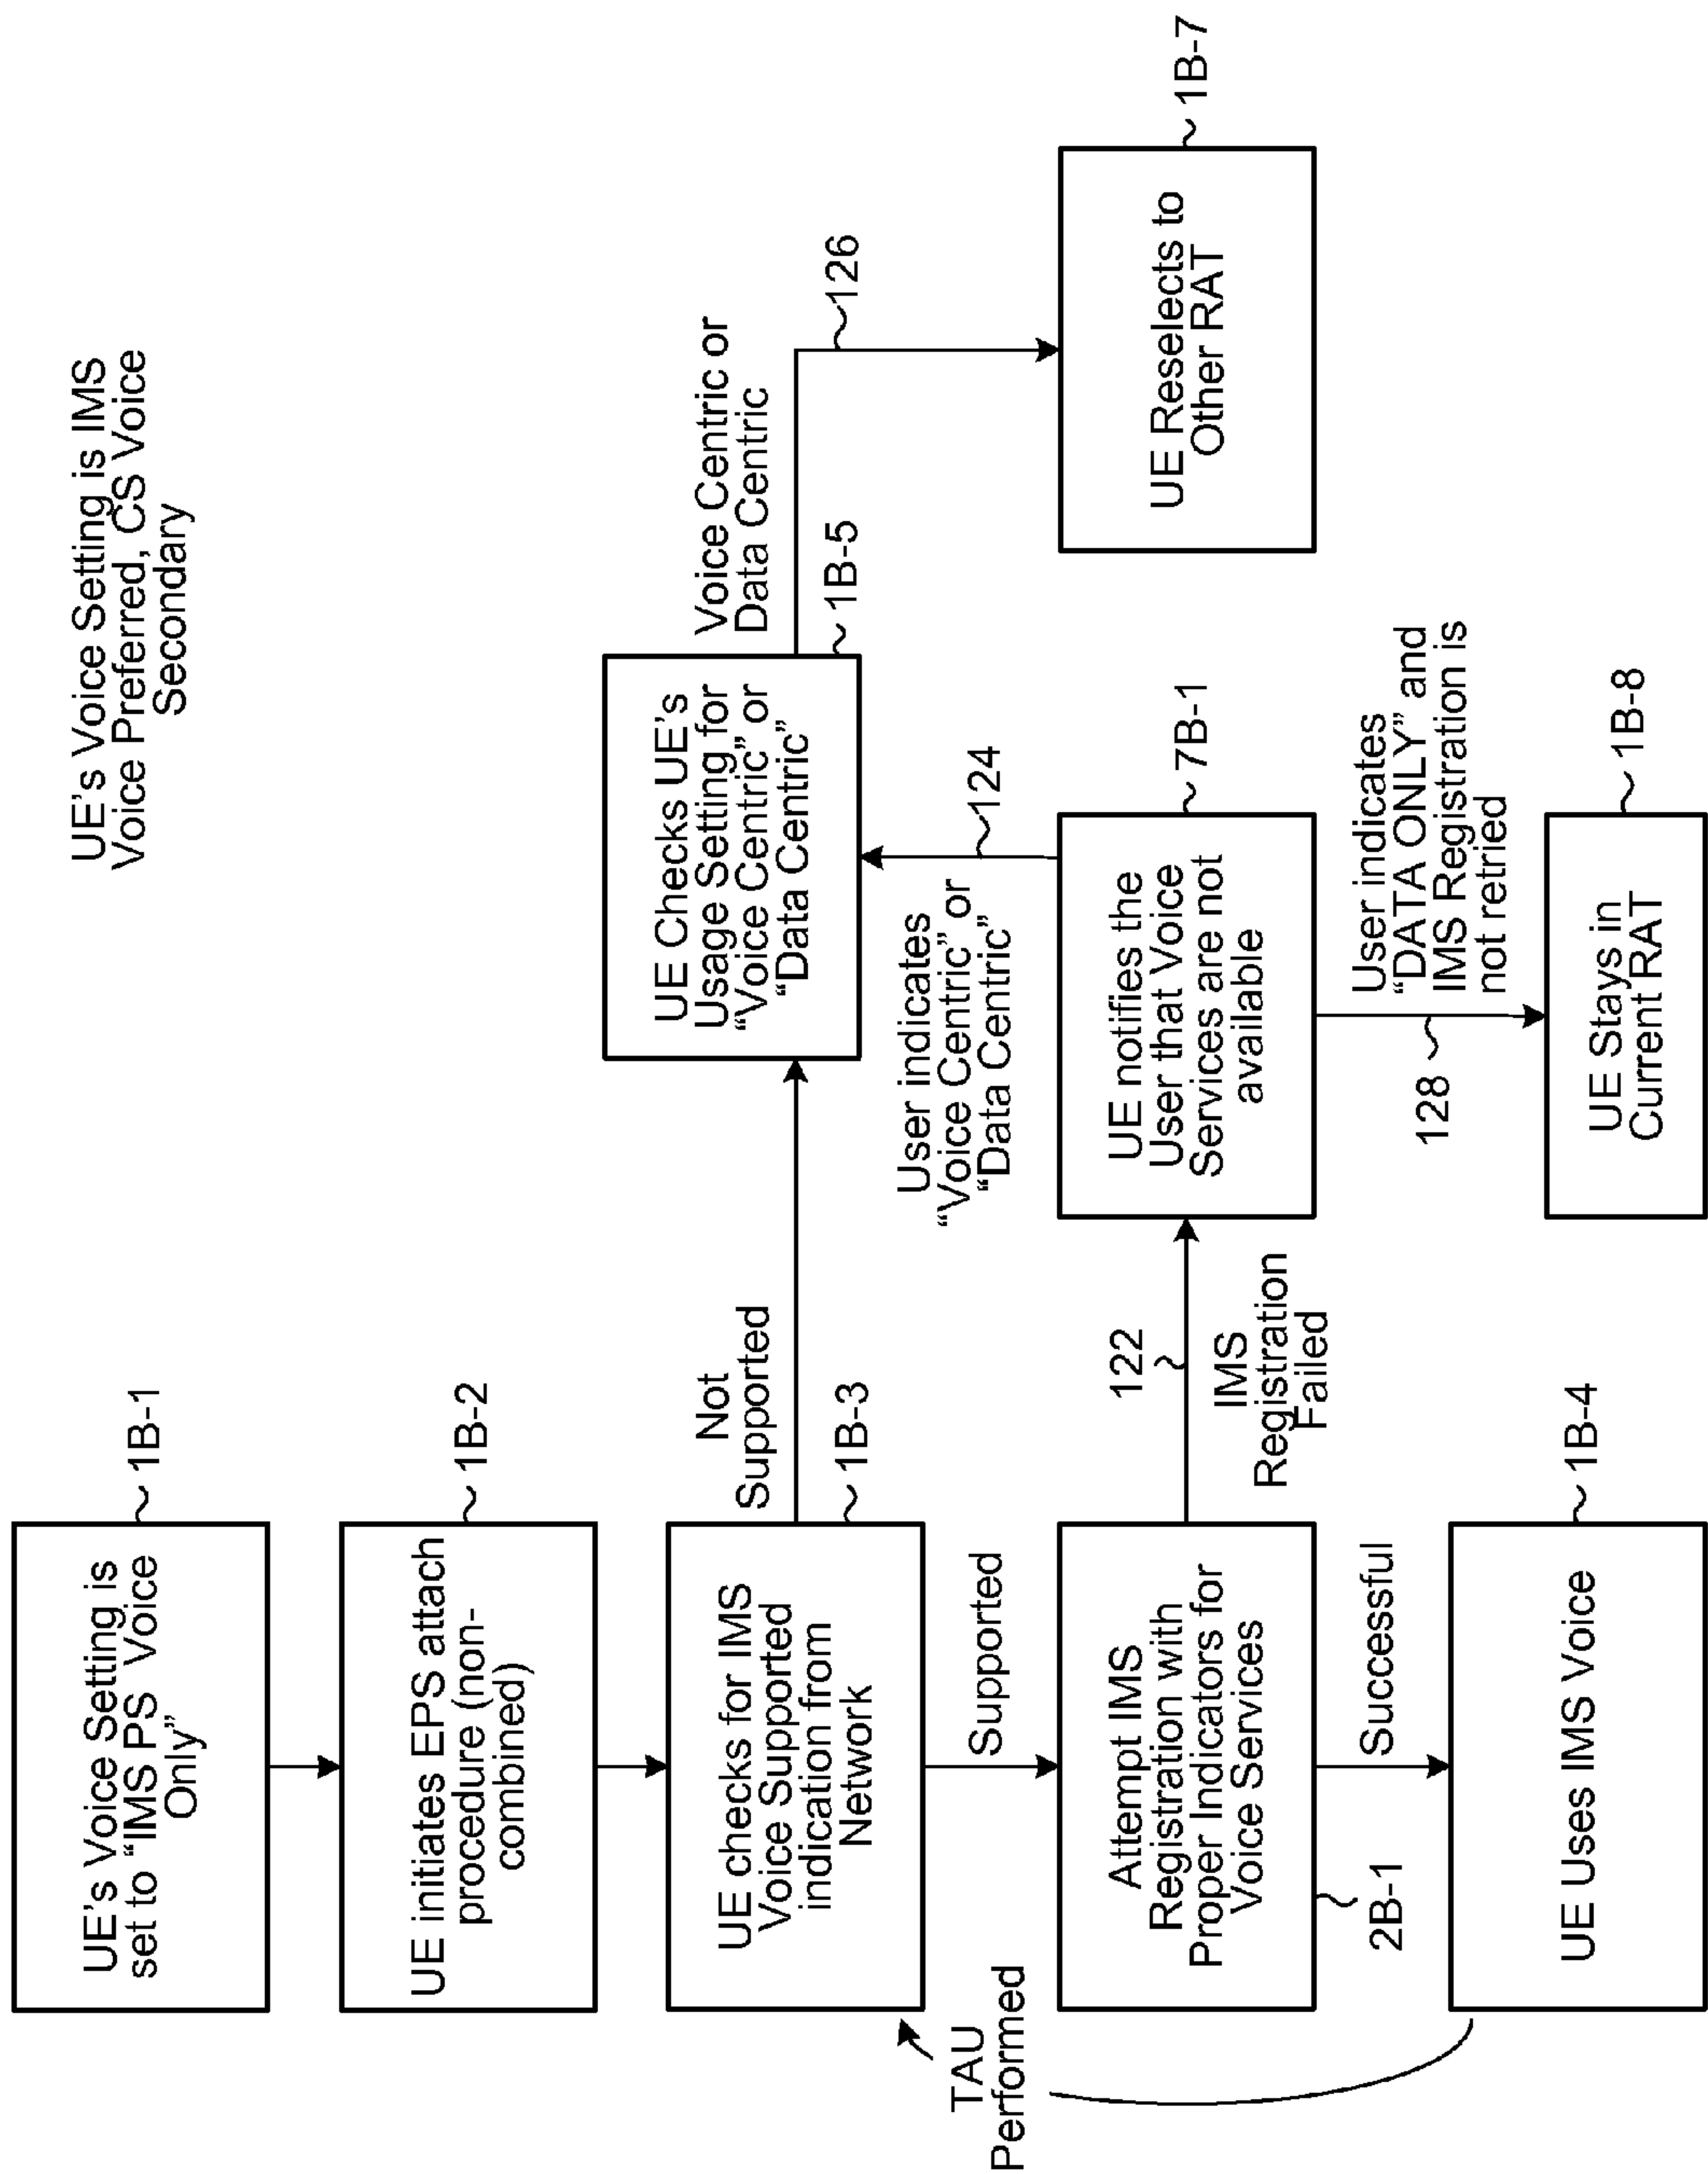 UE's Voice Setting is IMS
Voice Preferred, CS Voice
Secondary
UE's Voice Setting is
set to "IMS PS Voice
Only"
1B-1
UE initiates EPS attach
procedure (non-
combined)
1B-2
UE checks for IMS
Voice Supported
indication from
Network
1B-3
Not
Supported
UE Checks UE's
Usage Setting for
"Voice Centric" or
"Data Centric"
1B-5
Voice Centric or
Data Centric
126
Supported
TAU
Performed
User indicates
"Voice Centric" or
"Data Centric"
124
Attempt IMS
Registration with
Proper Indicators for
Voice Services
2B-1
122
IMS
Registration
Failed
UE notifies the
User that Voice
Services are not
available
7B-1
UE Reselects to
Other RAT
1B-7
Successful
128
User indicates
"DATA ONLY" and
IMS Registration is
not retried
UE Uses IMS Voice
1B-4
UE Stays in
Current RAT
1B-8